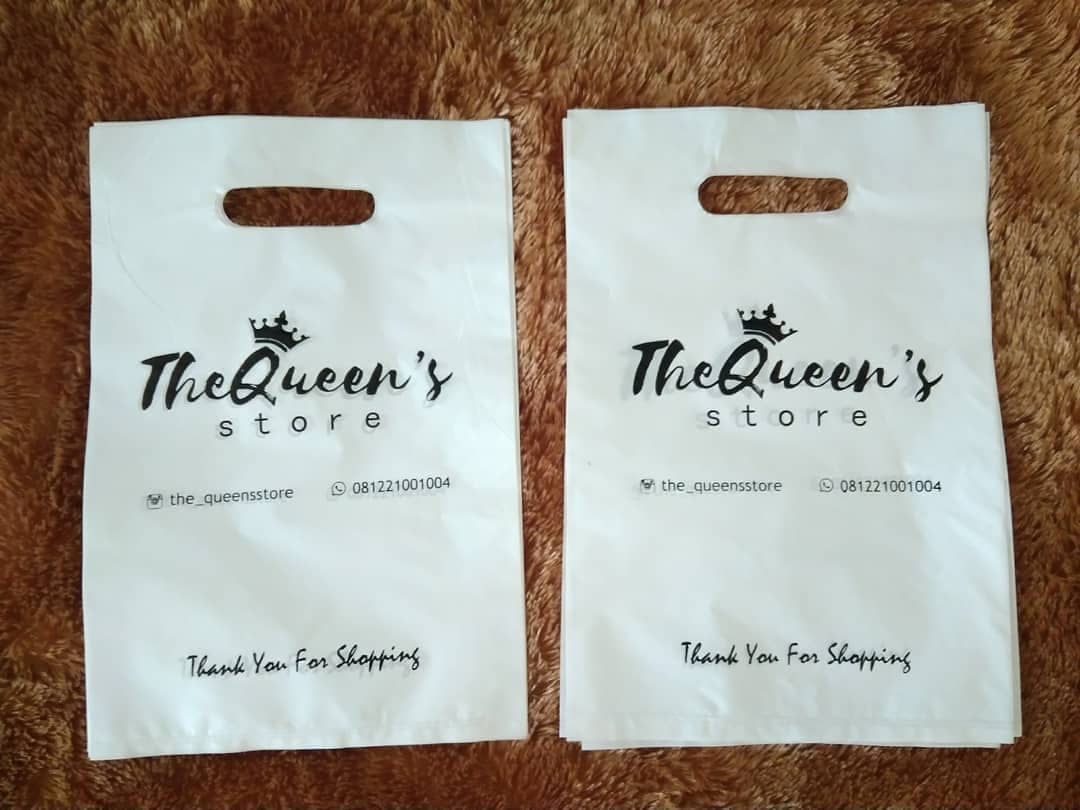 TheQueen's
store
the_queensstore 081221001004
Thank You For Shopping
TheQueen's
store
the_queensstore 081221001004
Thank You For Shopping